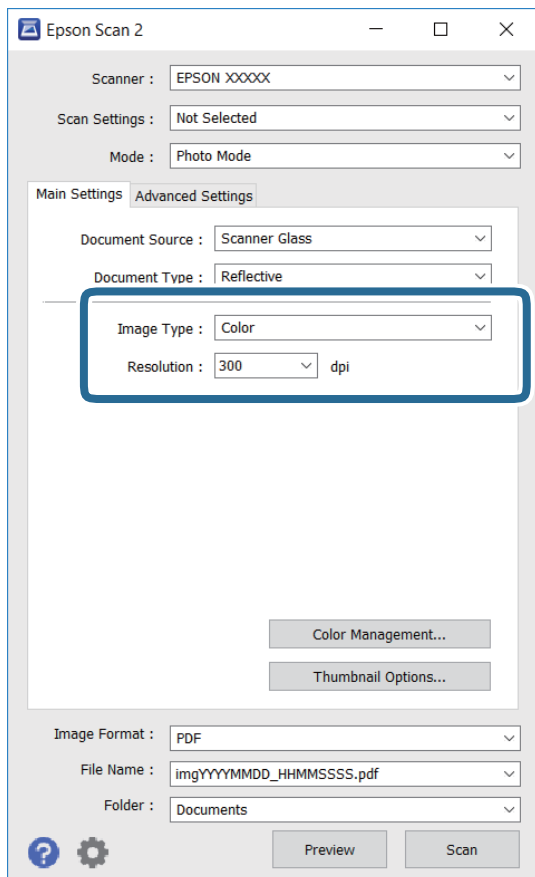 Epson Scan 2
Scanner : EPSON XXXXX
Scan Settings : Not Selected
Mode : Photo Mode
Main Settings Advanced Settings
Document Source : Scanner Glass
Document Type : Reflective
Image Type : Color
Resolution : 300 dpi
Color Management...
Thumbnail Options...
Image Format : PDF
File Name : imgYYYYMMDD_HHMMSSSS.pdf
Folder : Documents
? Preview Scan